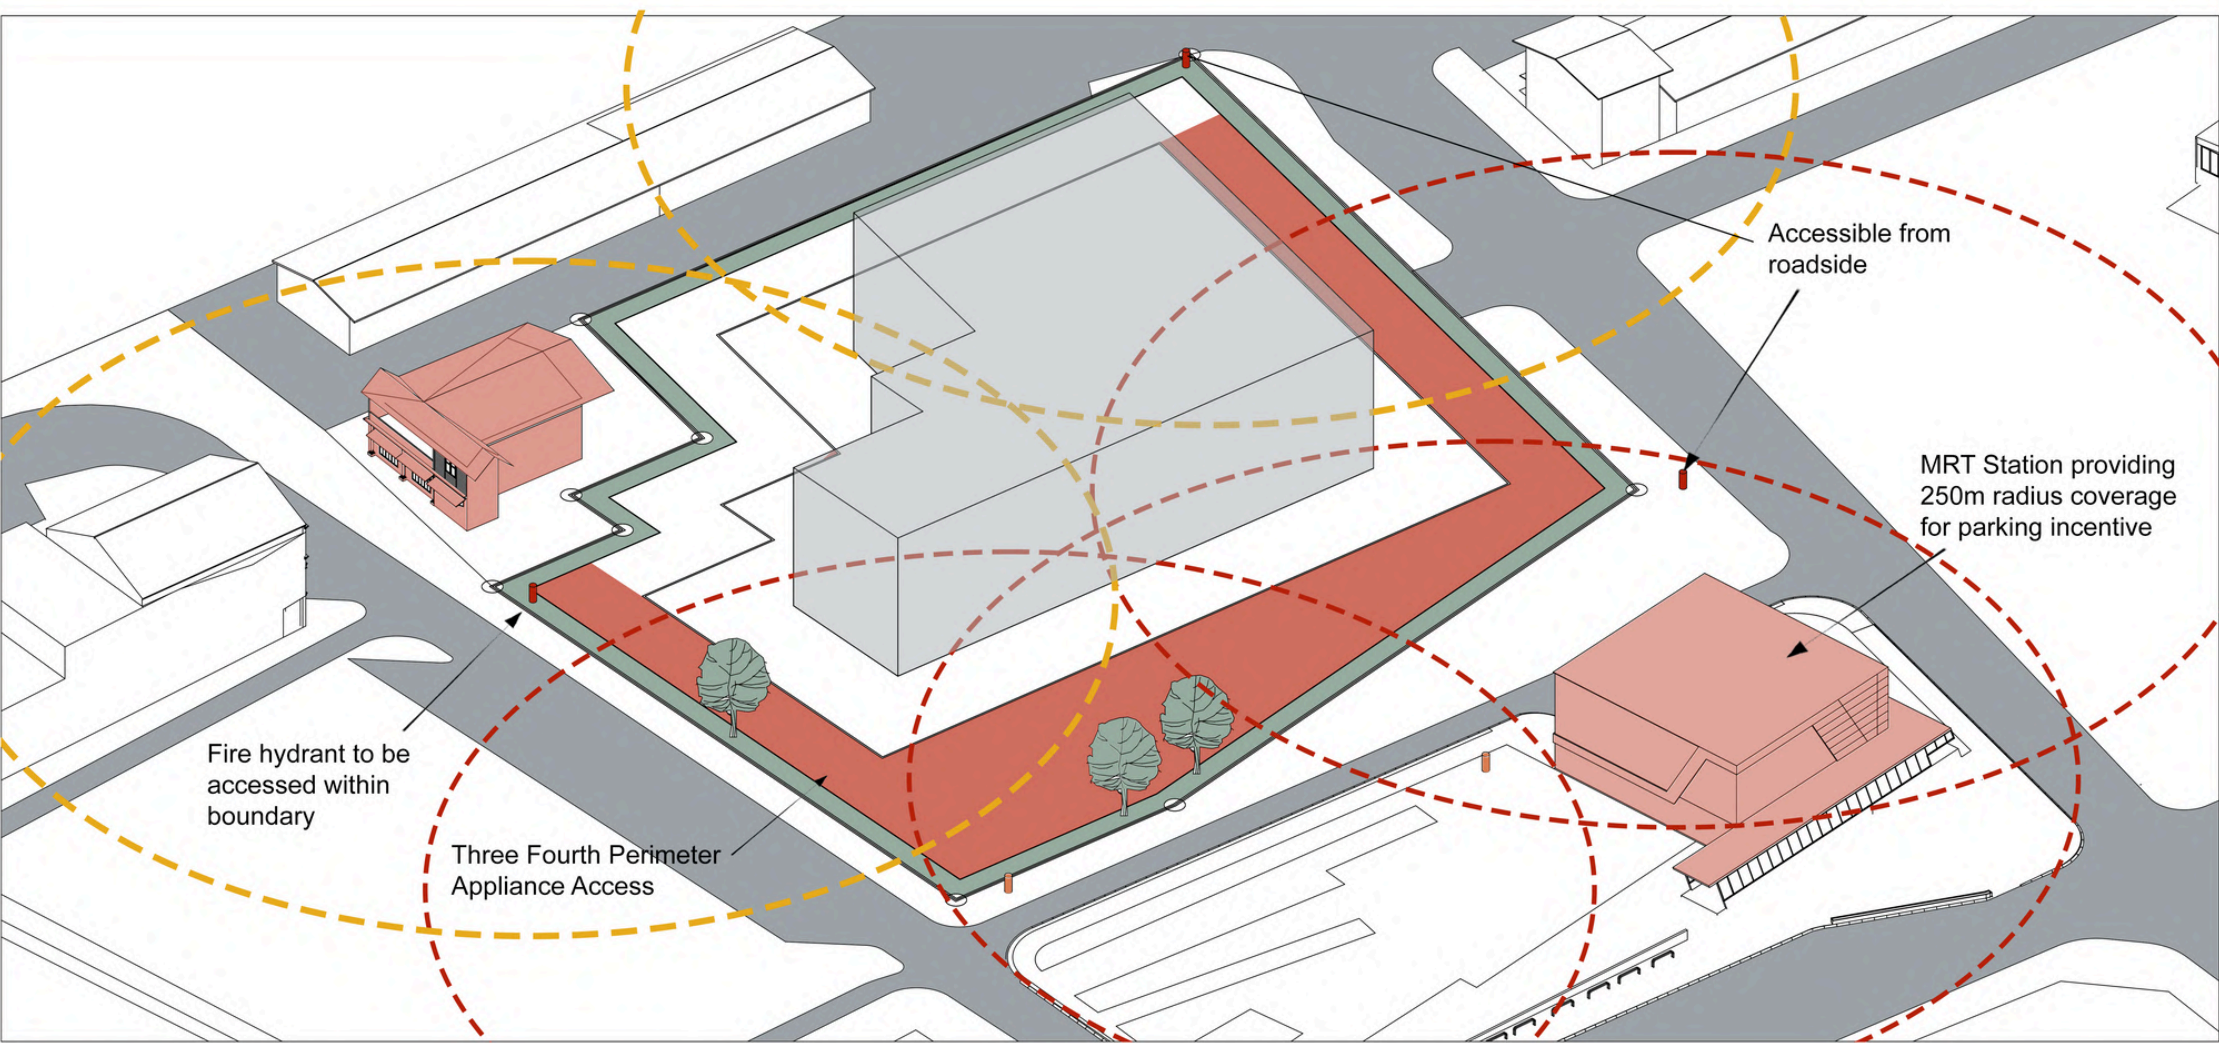 Accessible from
roadside
MRT Station providing
250m radius coverage
for parking incentive
Fire hydrant to be
accessed within
boundary
Three Fourth Perimeter
Appliance Access